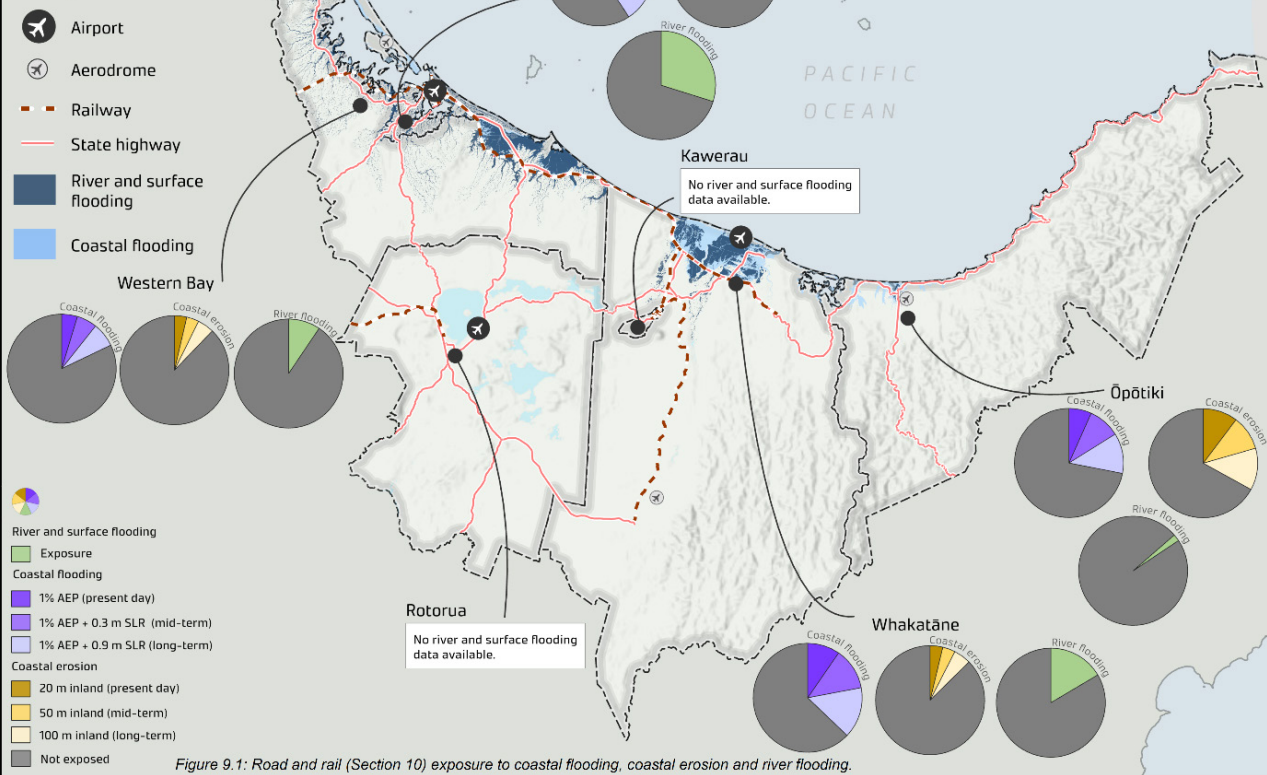 Airport
Aerodrome
Railway
State highway
River and surface
flooding
Coastal flooding
River flooding
PACIFIC
OCEAN
Kawerau
No river and surface flooding
data available.
Western Bay
Coastal flooding
Coastal erosion
River flooding
Ōpōtiki
Coastal flooding
Coastal erosion
River flooding
River and surface flooding
Exposure
Coastal flooding
1% AEP (present day)
1% AEP + 0.3 m SLR (mid-term)
1% AEP + 0.9 m SLR (long-term)
Coastal erosion
20 m inland (present day)
50 m inland (mid-term)
100 m inland (long-term)
Not exposed
Rotorua
No river and surface flooding
data available.
Whakatāne
Coastal flooding
Coastal erosion
River flooding
Figure 9.1: Road and rail (Section 10) exposure to coastal flooding, coastal erosion and river flooding.